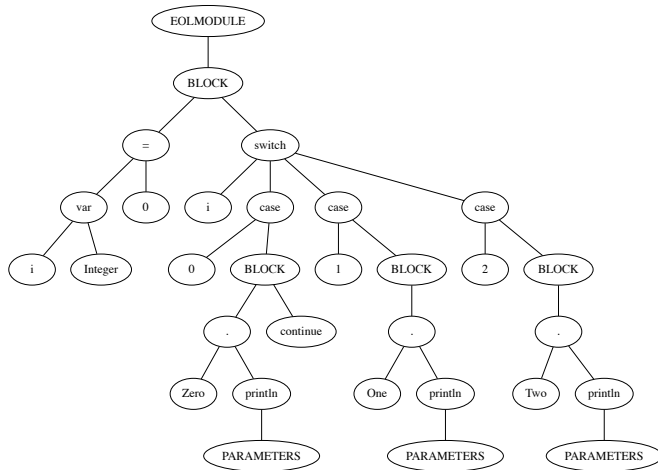 EOLMODULE
BLOCK
= switch
var 0 i case case case
i Integer 0 BLOCK 1 BLOCK 2 BLOCK
. continue . .
Zero println One println Two println
PARAMETERS PARAMETERS PARAMETERS